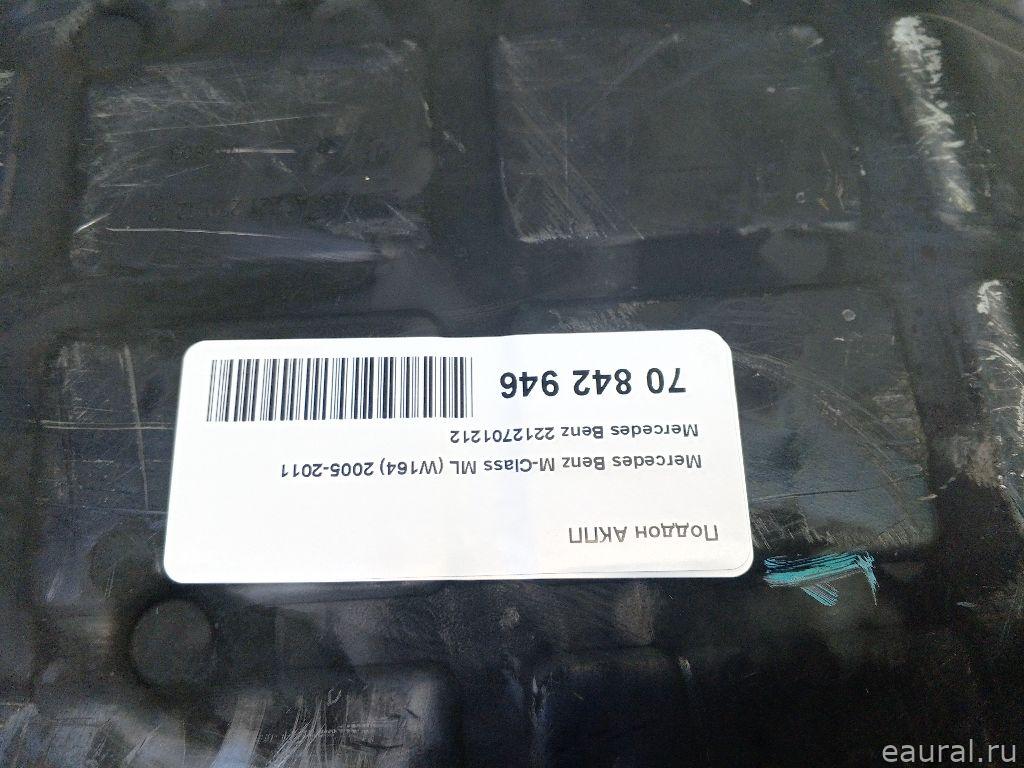 Поддон АКПП
Mercedes Benz M-Class ML (W164) 2005-2011
Mercedes Benz 2212701212
70 842 946
eaural.ru